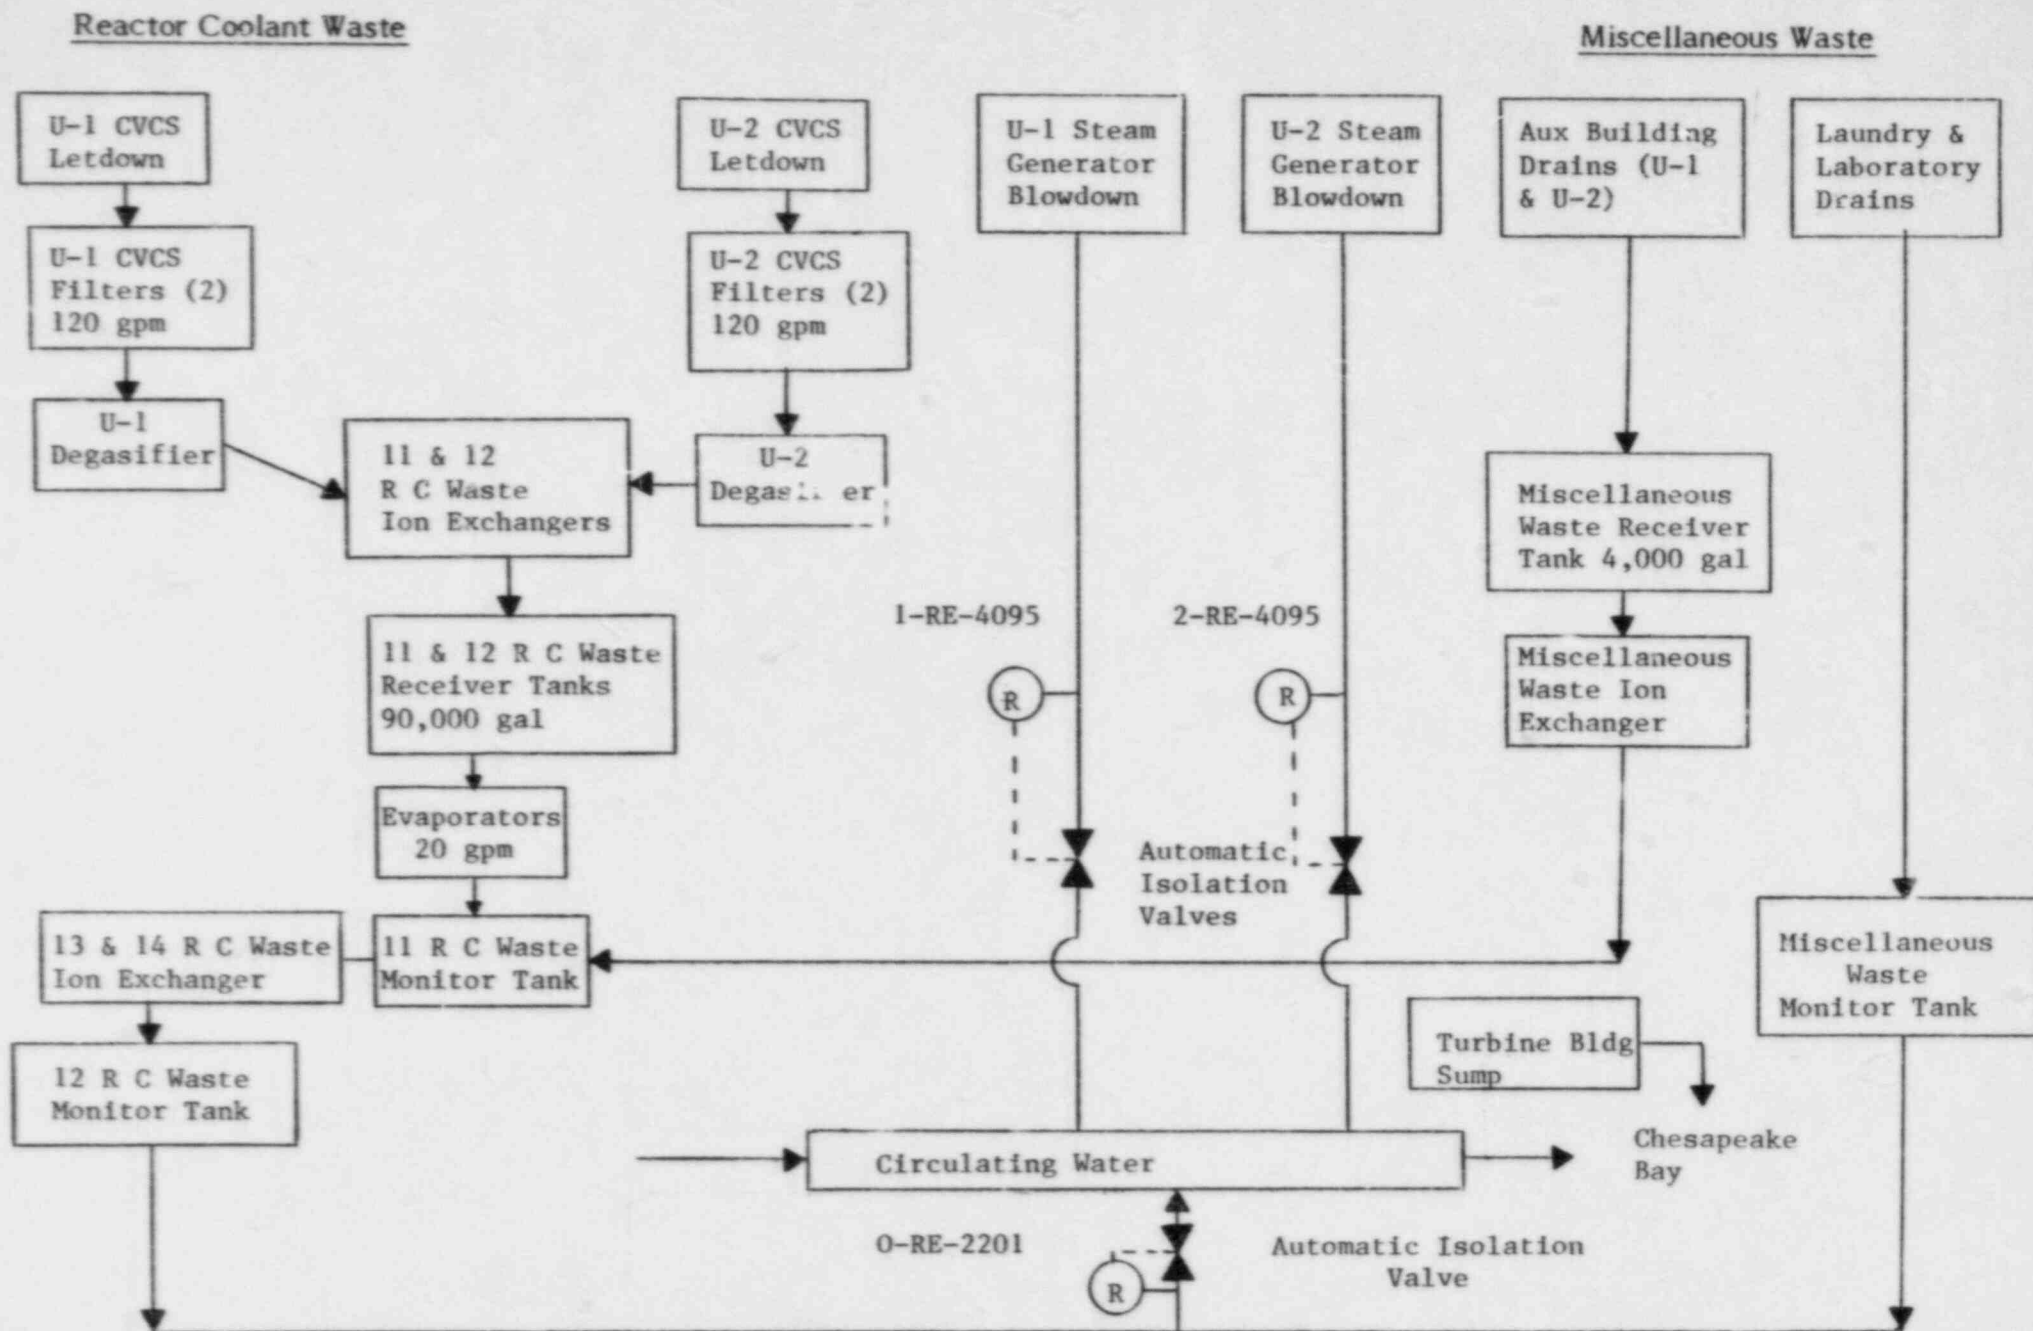 Reactor Coolant Waste
Miscellaneous Waste
U-1 CVCS
Letdown
U-2 CVCS
Letdown
U-1 Steam
Generator
Blowdown
U-2 Steam
Generator
Blowdown
Aux Building
Drains (U-1
& U-2)
Laundry &
Laboratory
Drains
U-1 CVCS
Filters (2)
120 gpm
U-2 CVCS
Filters (2)
120 gpm
U-1
Degasifier
11 & 12
R C Waste
Ion Exchangers
U-2
Miscellaneous
Waste Receiver
Tank 4,000 gal
11 & 12 R C Waste
Receiver Tanks
90,000 gal
1-RE-4095
2-RE-4095
R
R
Miscellaneous
Waste Ion
Exchanger
Evaporators
20 gpm
Automatic
Isolation
Valves
13 & 14 R C Waste
Ion Exchanger
11 R C Waste
Monitor Tank
Miscellaneous
Waste
Monitor Tank
12 R C Waste
Monitor Tank
Turbine Bldg
Sump
Circulating Water
Chesapeake
Bay
0-RE-2201
R
Automatic Isolation
Valve